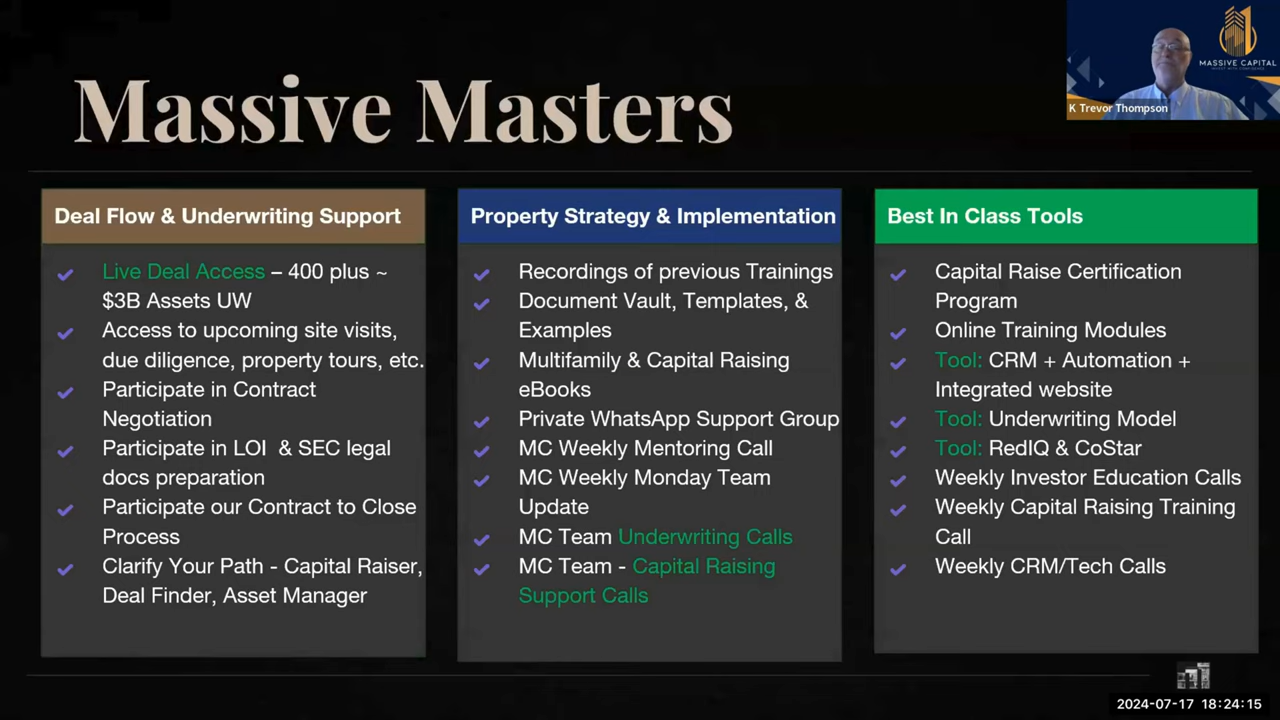 Massive Masters
MASSIVE CAPITAL
INVEST WITH CONFIDENCE
K Trevor Thompson
Deal Flow & Underwriting Support
Live Deal Access – 400 plus ~
$3B Assets UW
Access to upcoming site visits,
due diligence, property tours, etc.
Participate in Contract
Negotiation
Participate in LOI & SEC legal
docs preparation
Participate our Contract to Close
Process
Clarify Your Path - Capital Raiser,
Deal Finder, Asset Manager
Property Strategy & Implementation
Recordings of previous Trainings
Document Vault, Templates, &
Examples
Multifamily & Capital Raising
eBooks
Private WhatsApp Support Group
MC Weekly Mentoring Call
MC Weekly Monday Team
Update
MC Team Underwriting Calls
MC Team - Capital Raising
Support Calls
Best In Class Tools
Capital Raise Certification
Program
Online Training Modules
Tool: CRM + Automation +
Integrated website
Tool: Underwriting Model
Tool: RedIQ & CoStar
Weekly Investor Education Calls
Weekly Capital Raising Training
Call
Weekly CRM/Tech Calls
2024-07-17 18:24:15